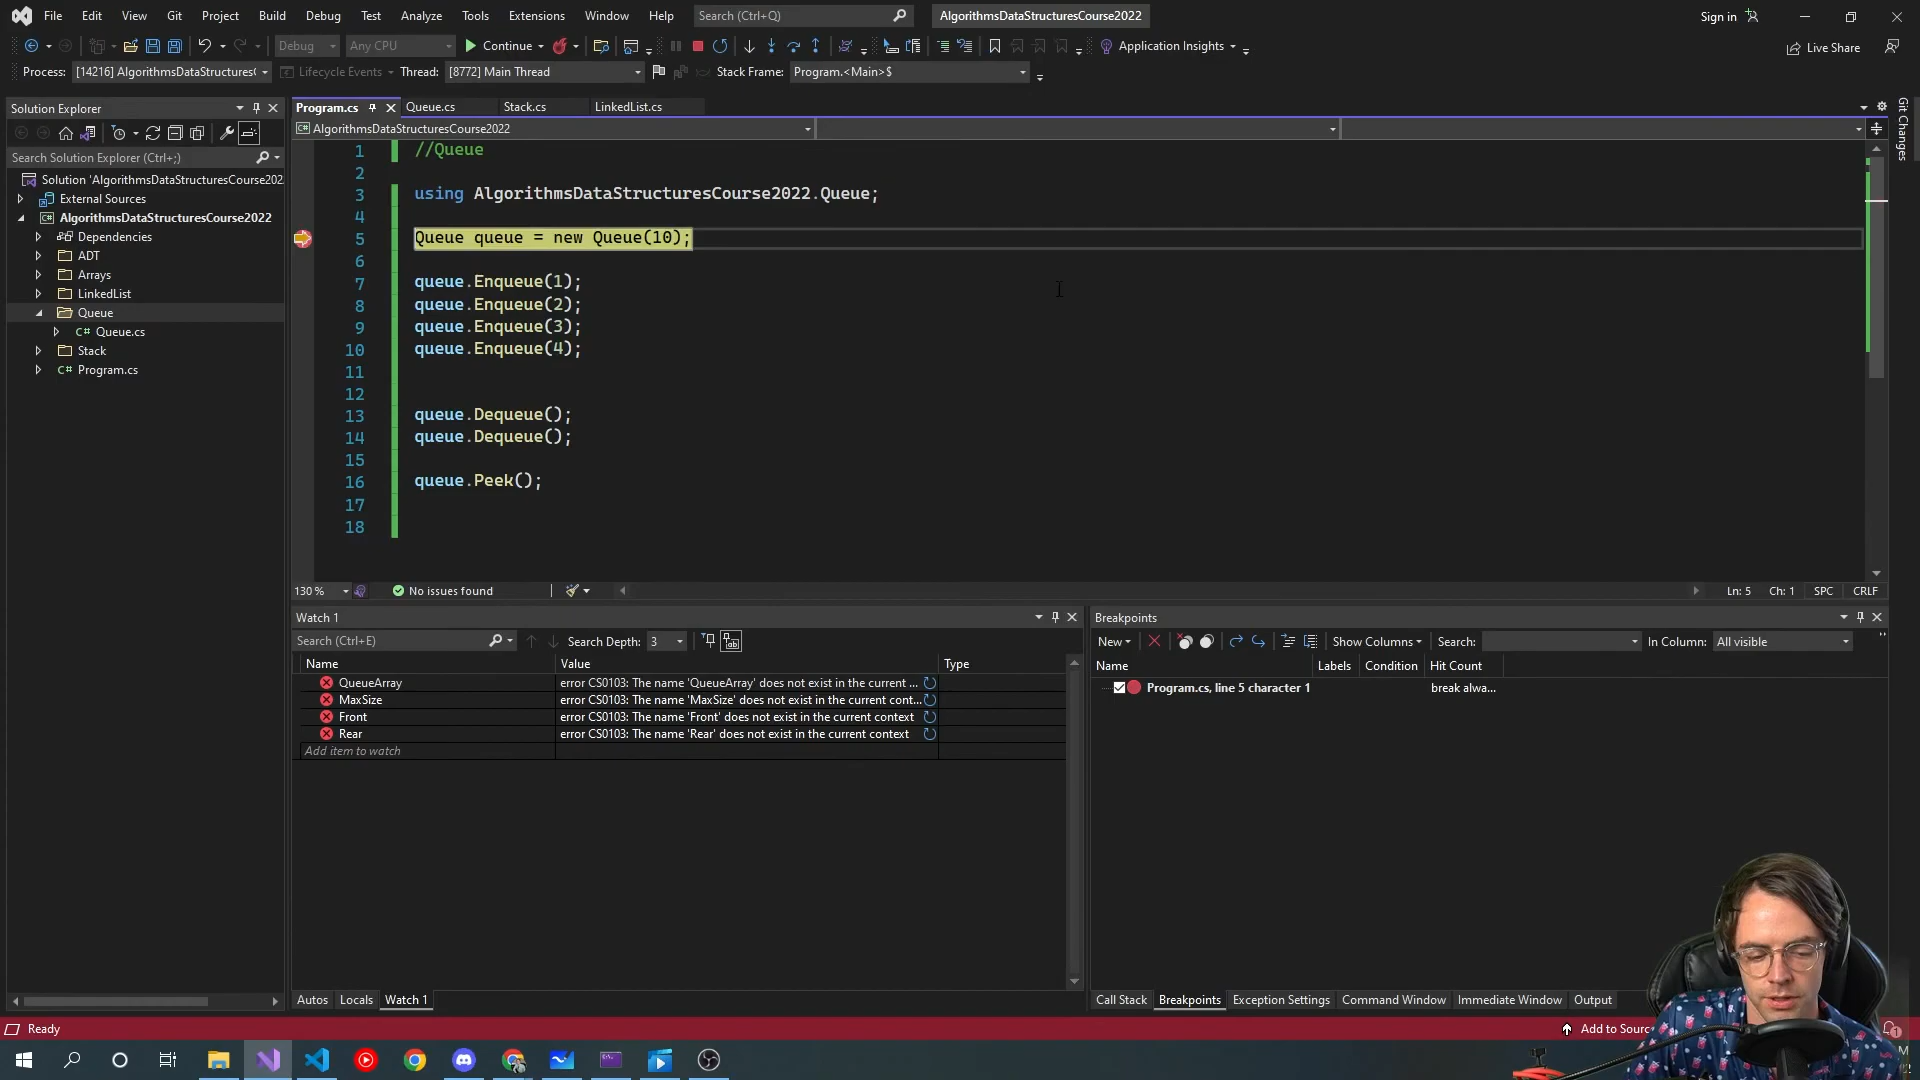 File Edit View Git Project Build Debug Test Analyze Tools Extensions Window Help Search (Ctrl+Q) AlgorithmsDataStructuresCourse2022 Sign in
Debug Any CPU Continue Application Insights Live Share
Process: [14216] AlgorithmsDataStructures( Lifecycle Events Thread: [8772] Main Thread Stack Frame: Program.<Main>$
Solution Explorer
Search Solution Explorer (Ctrl+;)
Solution 'AlgorithmsDataStructuresCourse202
External Sources
AlgorithmsDataStructuresCourse2022
Dependencies
ADT
Arrays
LinkedList
Queue
C# Queue.cs
Stack
C# Program.cs
Program.cs Queue.cs Stack.cs LinkedList.cs
AlgorithmsDataStructuresCourse2022
1 //Queue
2
3 using AlgorithmsDataStructuresCourse2022.Queue;
4
5 Queue queue = new Queue(10);
6
7 queue.Enqueue(1);
8 queue.Enqueue(2);
9 queue.Enqueue(3);
10 queue.Enqueue(4);
11
12
13 queue.Dequeue();
14 queue.Dequeue();
15
16 queue.Peek();
17
18
130 % No issues found Ln: 5 Ch: 1 SPC CRLF
Git Changes
Watch 1
Search (Ctrl+E) Search Depth: 3
Name Value Type
QueueArray error CS0103: The name 'QueueArray' does not exist in the current ...
MaxSize error CS0103: The name 'MaxSize' does not exist in the current cont...
Front error CS0103: The name 'Front' does not exist in the current context
Rear error CS0103: The name 'Rear' does not exist in the current context
Add item to watch
Autos Locals Watch 1
Breakpoints
New Show Columns Search: In Column: All visible
Name Labels Condition Hit Count
Program.cs, line 5 character 1 break alwa...
Call Stack Breakpoints Exception Settings Command Window Immediate Window Output
Ready Add to Sourc